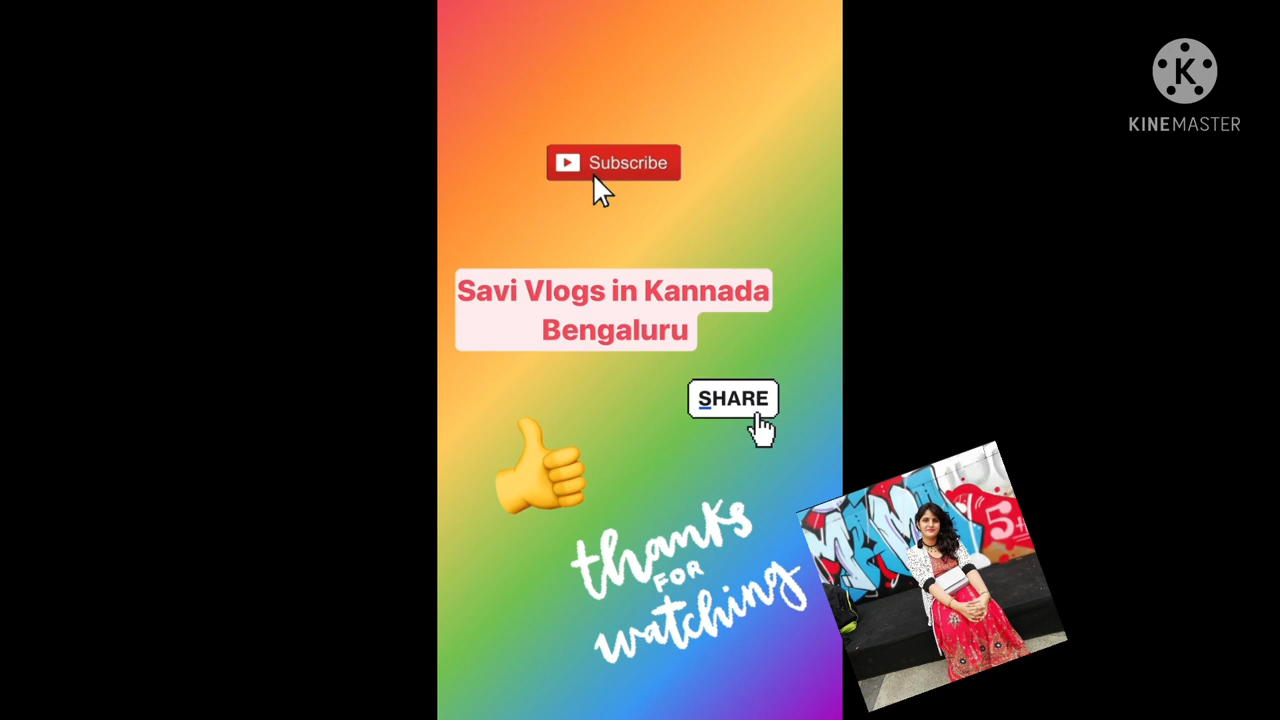 KINEMASTER
Subscribe
Savi Vlogs in Kannada
Bengaluru
SHARE
thanks
FOR
watching